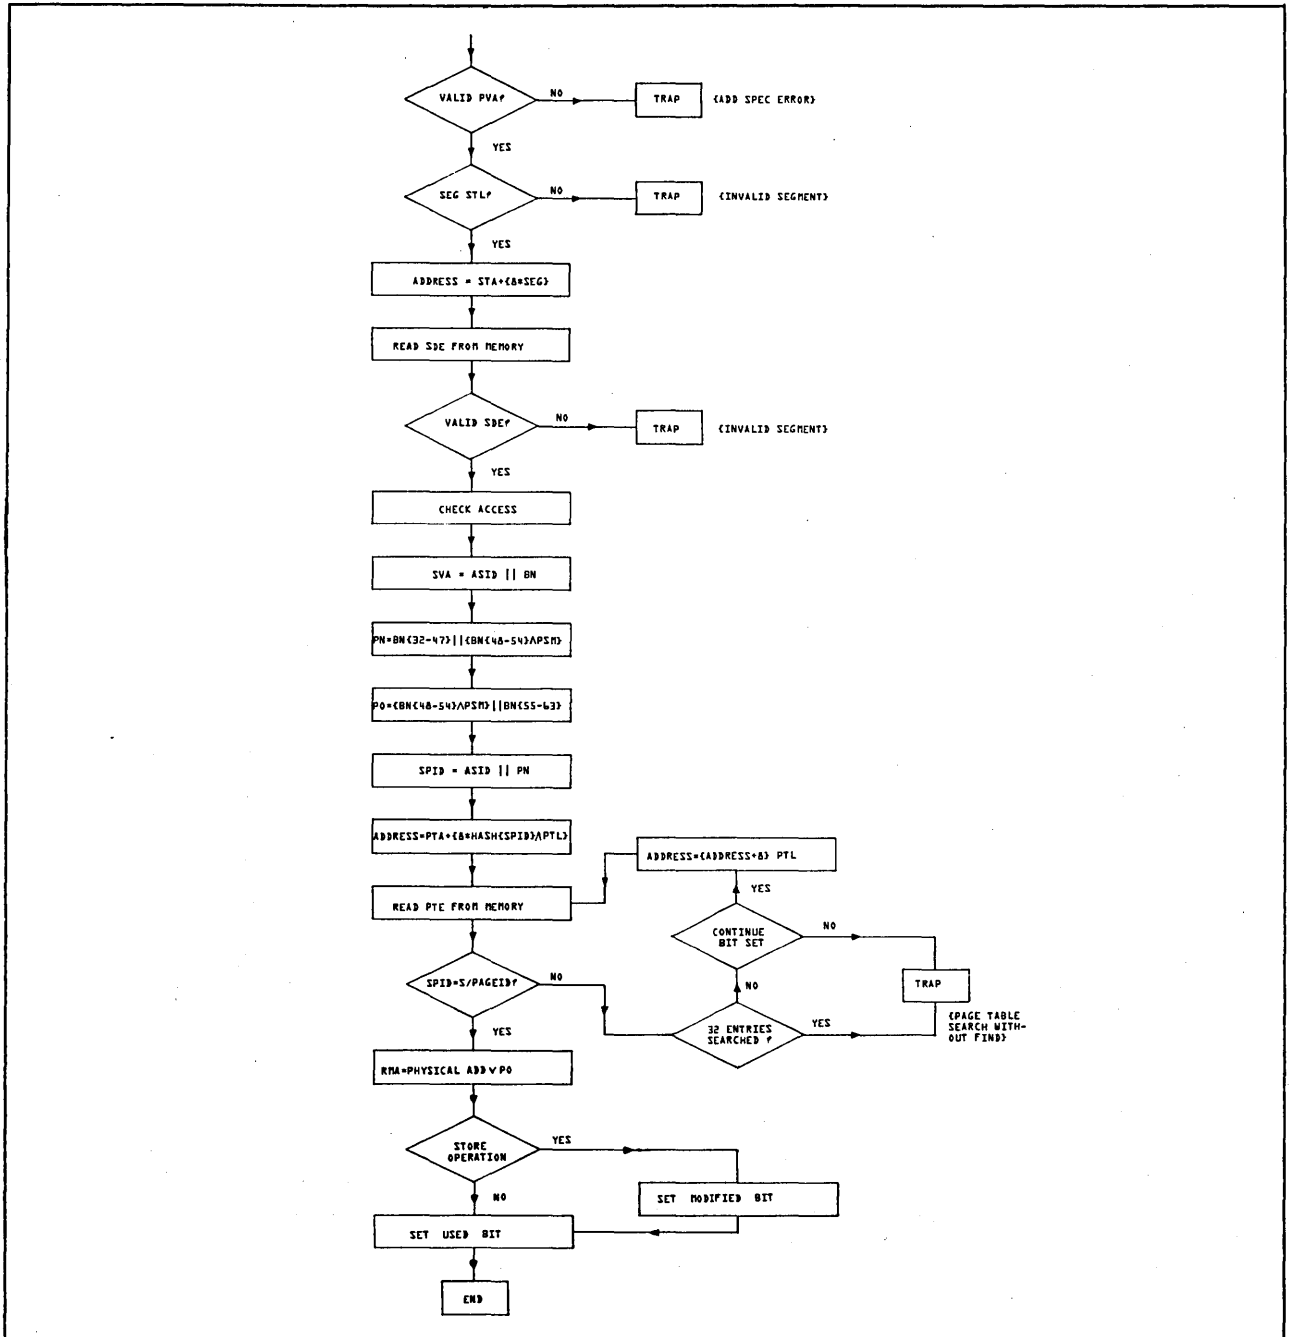 VALID PVA?
NO
TRAP
{ADD SPEC ERROR}
YES
SEG STL?
NO
TRAP
{INVALID SEGMENT}
YES
ADDRESS = STA+{8*SEG}
READ SDE FROM MEMORY
VALID SDE?
NO
TRAP
{INVALID SEGMENT}
YES
CHECK ACCESS
SVA = ASID || BN
PN=BN{32-47}||{BN{48-54}∧PSM}
PO={BN{48-54}∧PSM}||BN{55-63}
SPID = ASID || PN
ADDRESS=PTA+{8*HASH{SPID}∧PTL}
ADDRESS={ADDRESS+8} PTL
YES
READ PTE FROM MEMORY
CONTINUE
BIT SET
NO
SPID=S/PAGEID?
NO
NO
TRAP
{PAGE TABLE
SEARCH WITH-
OUT FIND}
32 ENTRIES
SEARCHED ?
YES
YES
RMA=PHYSICAL ADD∨PO
STORE
OPERATION
YES
NO
SET MODIFIED BIT
SET USED BIT
END